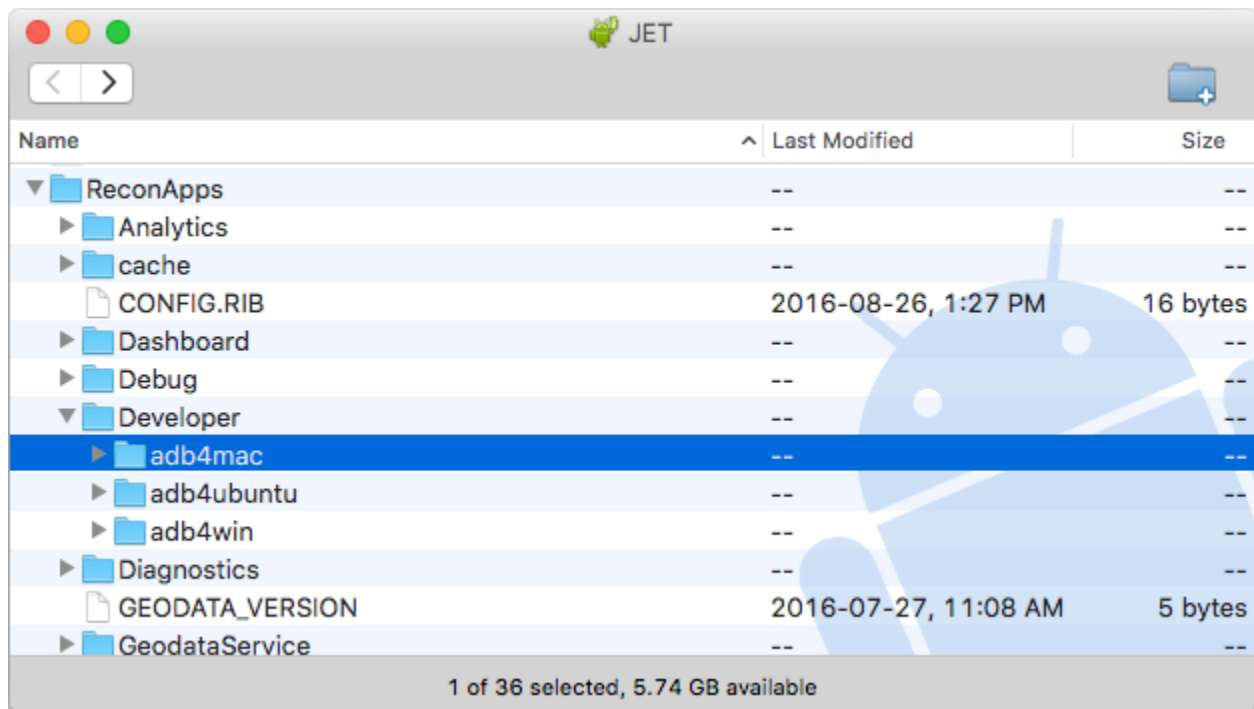 JET
Name Last Modified Size
ReconApps -- --
Analytics -- --
cache -- --
CONFIG.RIB 2016-08-26, 1:27 PM 16 bytes
Dashboard -- --
Debug -- --
Developer -- --
adb4mac -- --
adb4ubuntu -- --
adb4win -- --
Diagnostics -- --
GEODATA_VERSION 2016-07-27, 11:08 AM 5 bytes
GeodataService -- --
1 of 36 selected, 5.74 GB available